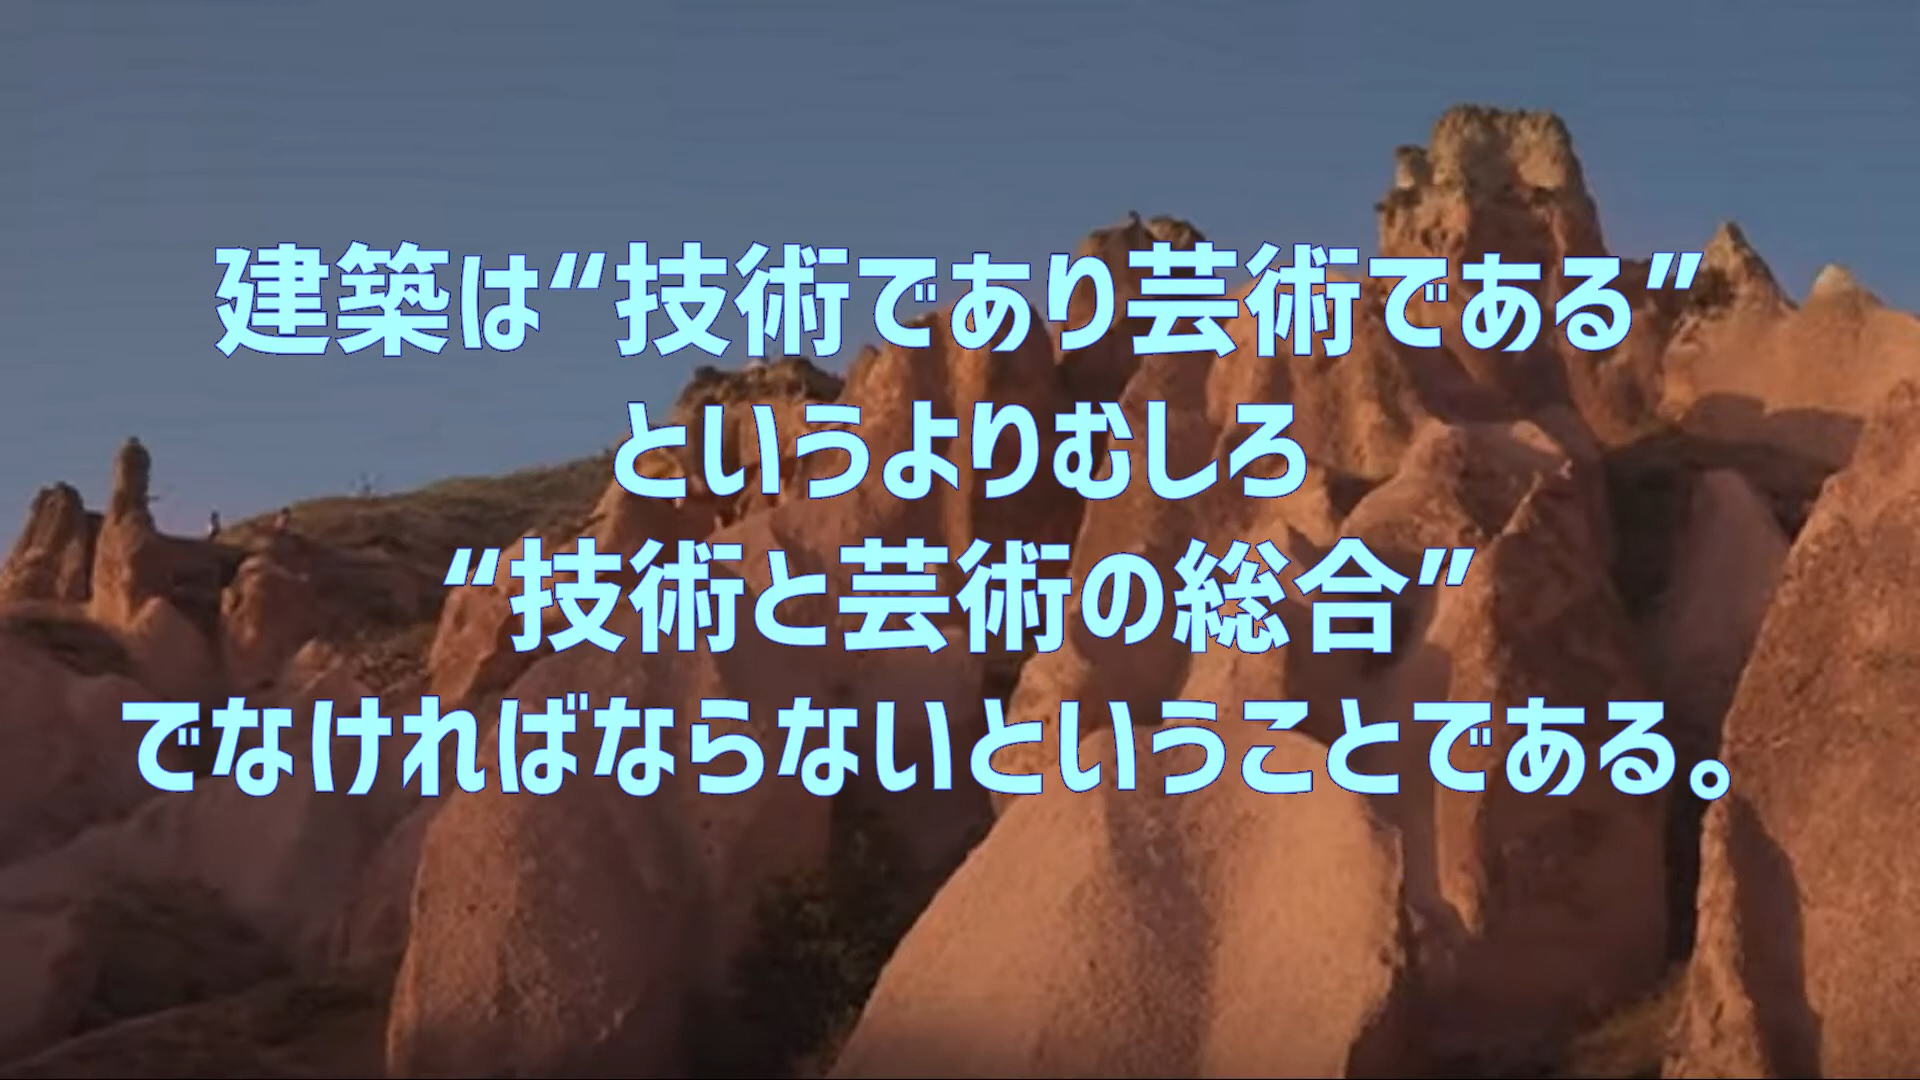 建築は“技術であり芸術である”
というよりむしろ
“技術と芸術の総合”
でなければならないということである。